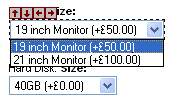 Size:
19 inch Monitor (+£50.00)
19 inch Monitor (+£50.00)
21 inch Monitor (+£100.00)
Hard Disk: Size:
40GB (+£0.00)